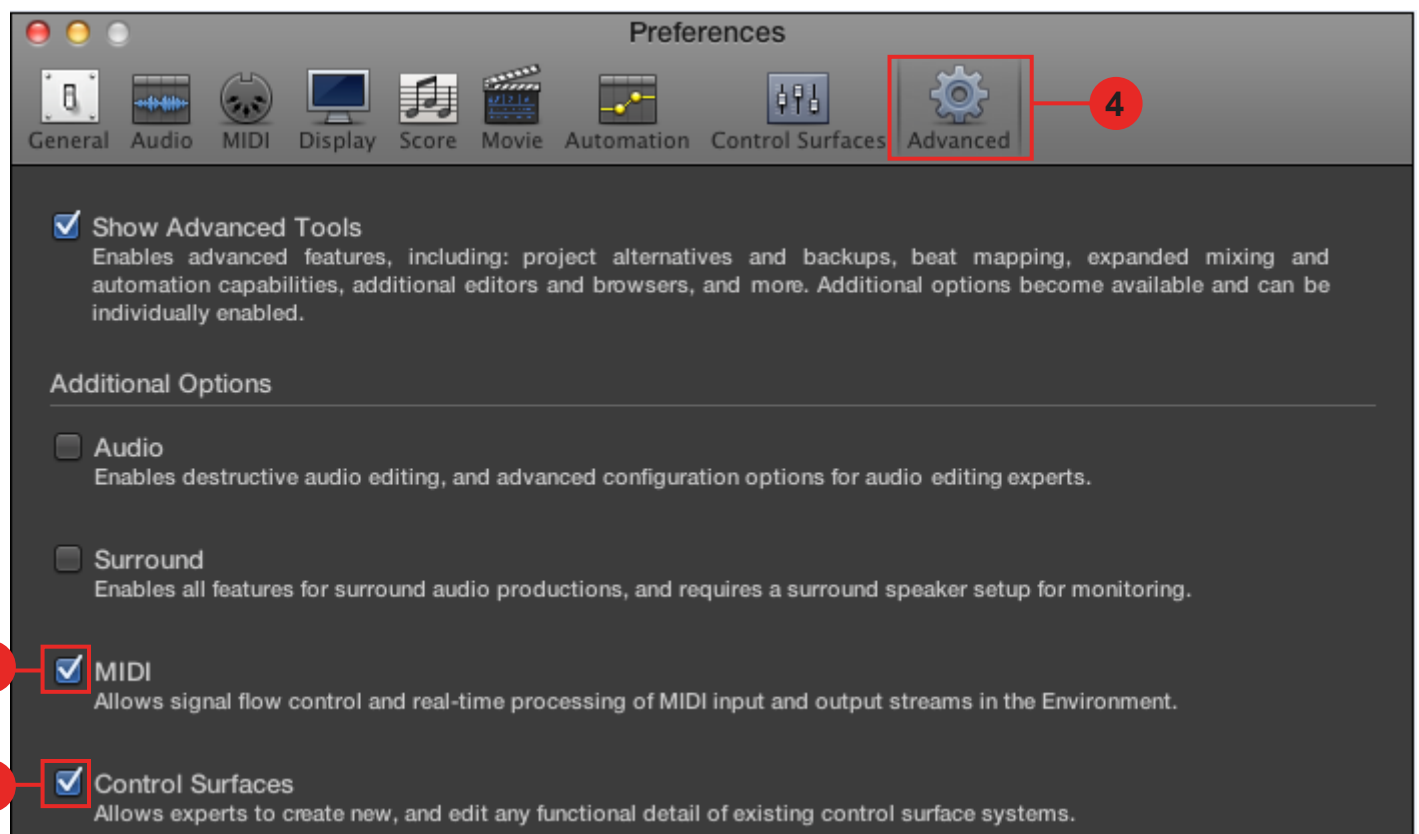 Preferences
General Audio MIDI Display Score Movie Automation Control Surfaces Advanced
4
Show Advanced Tools
Enables advanced features, including: project alternatives and backups, beat mapping, expanded mixing and
automation capabilities, additional editors and browsers, and more. Additional options become available and can be
individually enabled.
Additional Options
Audio
Enables destructive audio editing, and advanced configuration options for audio editing experts.
Surround
Enables all features for surround audio productions, and requires a surround speaker setup for monitoring.
MIDI
Allows signal flow control and real-time processing of MIDI input and output streams in the Environment.
Control Surfaces
Allows experts to create new, and edit any functional detail of existing control surface systems.